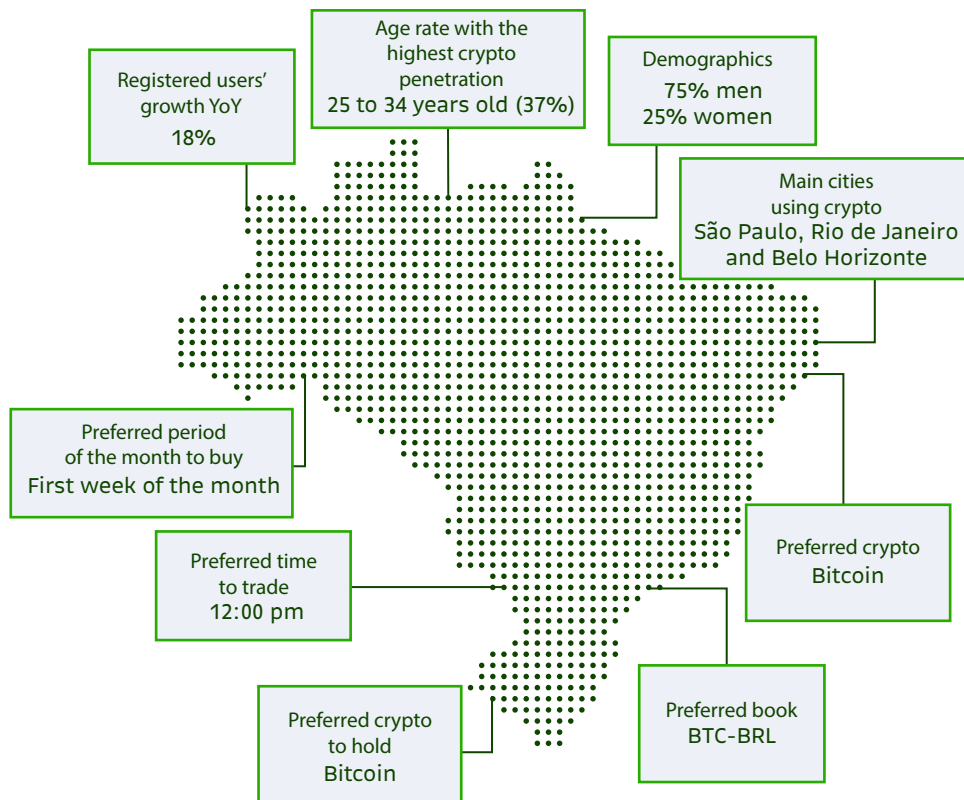 Age rate with the
highest crypto
penetration
25 to 34 years old (37%)
Registered users’
growth YoY
18%
Demographics
75% men
25% women
Main cities
using crypto
São Paulo, Rio de Janeiro
and Belo Horizonte
Preferred period
of the month to buy
First week of the month
Preferred time
to trade
12:00 pm
Preferred crypto
Bitcoin
Preferred crypto
to hold
Bitcoin
Preferred book
BTC-BRL